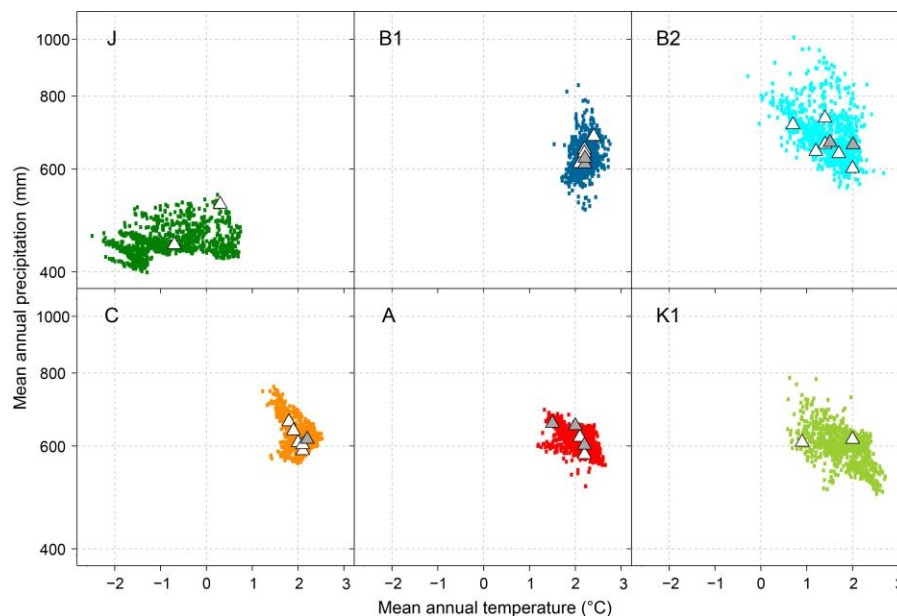 J B1 B2
1000
800
600
400
C A K1
1000
800
600
400
Mean annual precipitation (mm)
−2 −1 0 1 2 3 −2 −1 0 1 2 3 −2 −1 0 1 2 3
Mean annual temperature (°C)